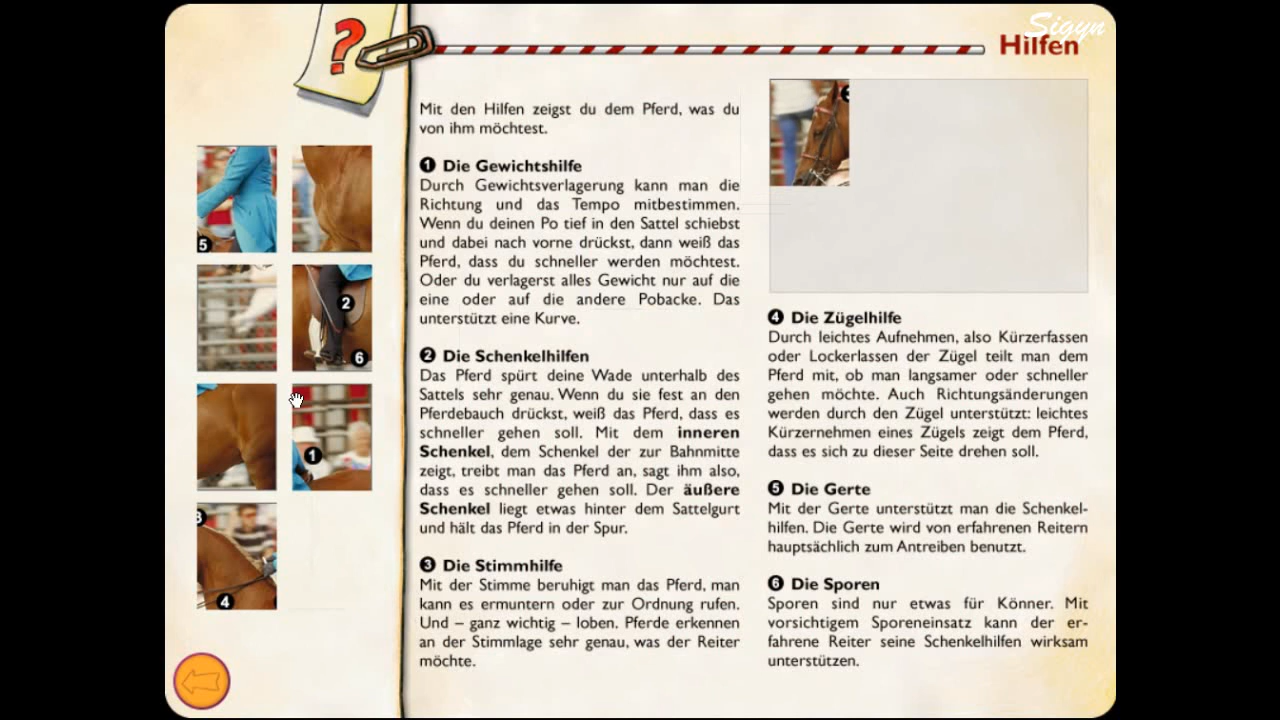 Sigyn
Hilfen
?
Mit den Hilfen zeigst du dem Pferd, was du
von ihm möchtest.
❶ Die Gewichtshilfe
Durch Gewichtsverlagerung kann man die
Richtung und das Tempo mitbestimmen.
Wenn du deinen Po tief in den Sattel schiebst
und dabei nach vorne drückst, dann weiß das
Pferd, dass du schneller werden möchtest.
Oder du verlagerst alles Gewicht nur auf die
eine oder auf die andere Pobacke. Das
unterstützt eine Kurve.
❷ Die Schenkelhilfen
Das Pferd spürt deine Wade unterhalb des
Sattels sehr genau. Wenn du sie fest an den
Pferdebauch drückst, weiß das Pferd, dass es
schneller gehen soll. Mit dem inneren
Schenkel, dem Schenkel der zur Bahnmitte
zeigt, treibt man das Pferd an, sagt ihm also,
dass es schneller gehen soll. Der äußere
Schenkel liegt etwas hinter dem Sattelgurt
und hält das Pferd in der Spur.
❸ Die Stimmhilfe
Mit der Stimme beruhigt man das Pferd, man
kann es ermuntern oder zur Ordnung rufen.
Und – ganz wichtig – loben. Pferde erkennen
an der Stimmlage sehr genau, was der Reiter
möchte.
❹ Die Zügelhilfe
Durch leichtes Aufnehmen, also Kürzerfassen
oder Lockerlassen der Zügel teilt man dem
Pferd mit, ob man langsamer oder schneller
gehen möchte. Auch Richtungsänderungen
werden durch den Zügel unterstützt: leichtes
Kürzernehmen eines Zügels zeigt dem Pferd,
dass es sich zu dieser Seite drehen soll.
❺ Die Gerte
Mit der Gerte unterstützt man die Schenkel-
hilfen. Die Gerte wird von erfahrenen Reitern
hauptsächlich zum Antreiben benutzt.
❻ Die Sporen
Sporen sind nur etwas für Könner. Mit
vorsichtigem Sporeneinsatz kann der er-
fahrene Reiter seine Schenkelhilfen wirksam
unterstützen.
5
2
6
1
3
4
3